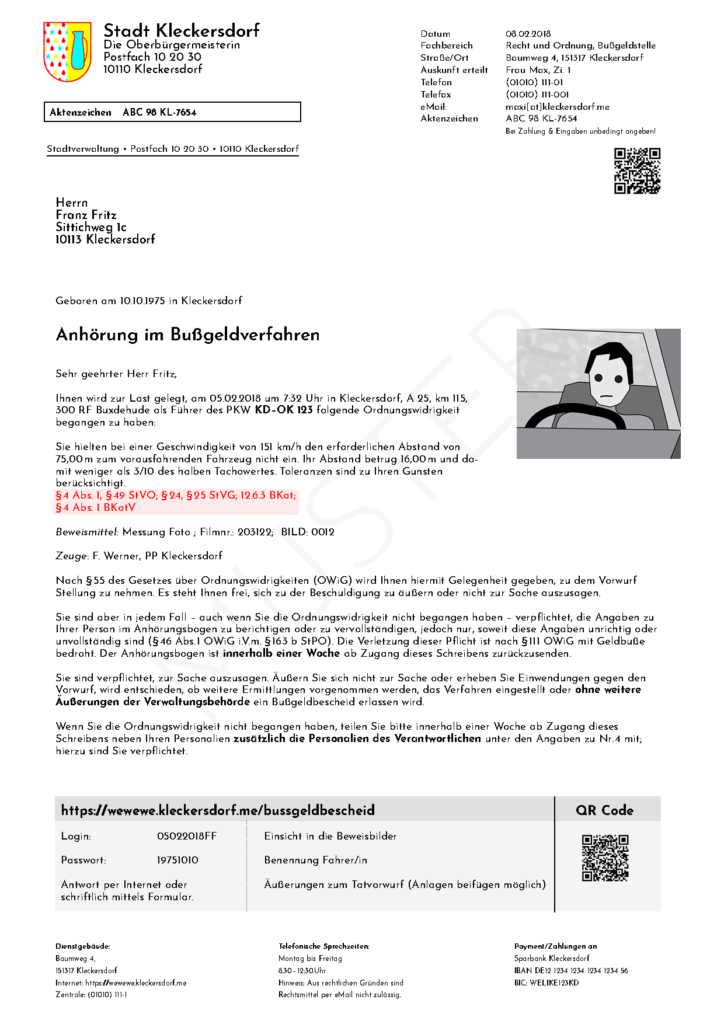 Stadt Kleckersdorf
Die Oberbürgermeisterin
Postfach 10 20 30
10110 Kleckersdorf
Aktenzeichen ABC 98 KL-7654
Stadtverwaltung • Postfach 10 20 30 • 10110 Kleckersdorf
Datum 08.02.2018
Fachbereich Recht und Ordnung, Bußgeldstelle
Straße/Ort Baumweg 4, 151317 Kleckersdorf
Auskunft erteilt Frau Max, Zi. 1
Telefon (01010) 111-01
Telefax (01010) 111-001
eMail: maxi[at]kleckersdorf.me
Aktenzeichen ABC 98 KL-7654
Bei Zahlung & Eingaben unbedingt angeben!
Herrn
Franz Fritz
Sittichweg 1c
10113 Kleckersdorf
Geboren am 10.10.1975 in Kleckersdorf
Anhörung im Bußgeldverfahren
Sehr geehrter Herr Fritz,
Ihnen wird zur Last gelegt, am 05.02.2018 um 7:32 Uhr in Kleckersdorf, A 25, km 115,
300 RF Buxdehude als Führer des PKW KD-OK 123 folgende Ordnungswidrigkeit
begangen zu haben:
Sie hielten bei einer Geschwindigkeit von 151 km/h den erforderlichen Abstand von
75,00 m zum vorausfahrenden Fahrzeug nicht ein. Ihr Abstand betrug 16,00 m und da-
mit weniger als 3/10 des halben Tachowertes. Toleranzen sind zu Ihren Gunsten
berücksichtigt.
§ 4 Abs. 1, § 49 StVO; § 24, § 25 StVG; 12.6.3 BKat;
§ 4 Abs. 1 BKatV
Beweismittel: Messung Foto ; Filmnr.: 203122; BILD: 0012
Zeuge: F. Werner, PP Kleckersdorf
Nach § 55 des Gesetzes über Ordnungswidrigkeiten (OWiG) wird Ihnen hiermit Gelegenheit gegeben, zu dem Vorwurf
Stellung zu nehmen. Es steht Ihnen frei, sich zu der Beschuldigung zu äußern oder nicht zur Sache auszusagen.
Sie sind aber in jedem Fall – auch wenn Sie die Ordnungswidrigkeit nicht begangen haben – verpflichtet, die Angaben zu
Ihrer Person im Anhörungsbogen zu berichtigen oder zu vervollständigen, jedoch nur, soweit diese Angaben unrichtig oder
unvollständig sind (§ 46 Abs.1 OWiG i.V.m. § 163 b StPO). Die Verletzung dieser Pflicht ist nach § 111 OWiG mit Geldbuße
bedroht. Der Anhörungsbogen ist innerhalb einer Woche ab Zugang dieses Schreibens zurückzusenden.
Sie sind verpflichtet, zur Sache auszusagen. Äußern Sie sich nicht zur Sache oder erheben Sie Einwendungen gegen den
Vorwurf, wird entschieden, ob weitere Ermittlungen vorgenommen werden, das Verfahren eingestellt oder ohne weitere
Äußerungen der Verwaltungsbehörde ein Bußgeldbescheid erlassen wird.
Wenn Sie die Ordnungswidrigkeit nicht begangen haben, teilen Sie bitte innerhalb einer Woche ab Zugang dieses
Schreibens neben Ihren Personalien zusätzlich die Personalien des Verantwortlichen unter den Angaben zu Nr.4 mit;
hierzu sind Sie verpflichtet.
MUSTER
https://wewewe.kleckersdorf.me/bussgeldbescheid QR Code
Login: 05022018FF Einsicht in die Beweisbilder
Passwort: 19751010 Benennung Fahrer/in
Antwort per Internet oder Äußerungen zum Tatvorwurf (Anlagen beifügen möglich)
schriftlich mittels Formular.
Dienstgebäude:
Baumweg 4,
151317 Kleckersdorf
Internet: https://wewewe.kleckersdorf.me
Zentrale: (01010) 111-1
Telefonische Sprechzeiten:
Montag bis Freitag
8:30 - 12:30 Uhr
Hinweis: Aus rechtlichen Gründen sind
Rechtsmittel per eMail nicht zulässig.
Payment/Zahlungen an
Sparbank Kleckersdorf
IBAN DE12 1234 1234 1234 1234 56
BIC: WELIKE123KD